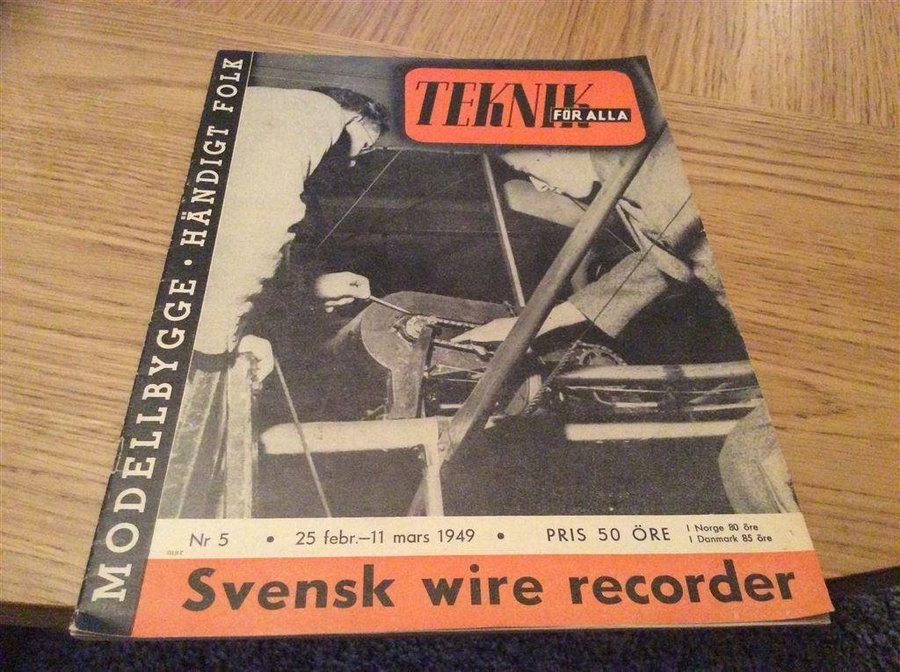 TEKNIK
FÖR ALLA
MODELLBYGGE • HÄNDIGT FOLK
Nr 5 • 25 febr.–11 mars 1949 • PRIS 50 ÖRE
I Norge 80 öre
I Danmark 85 öre
Svensk wire recorder